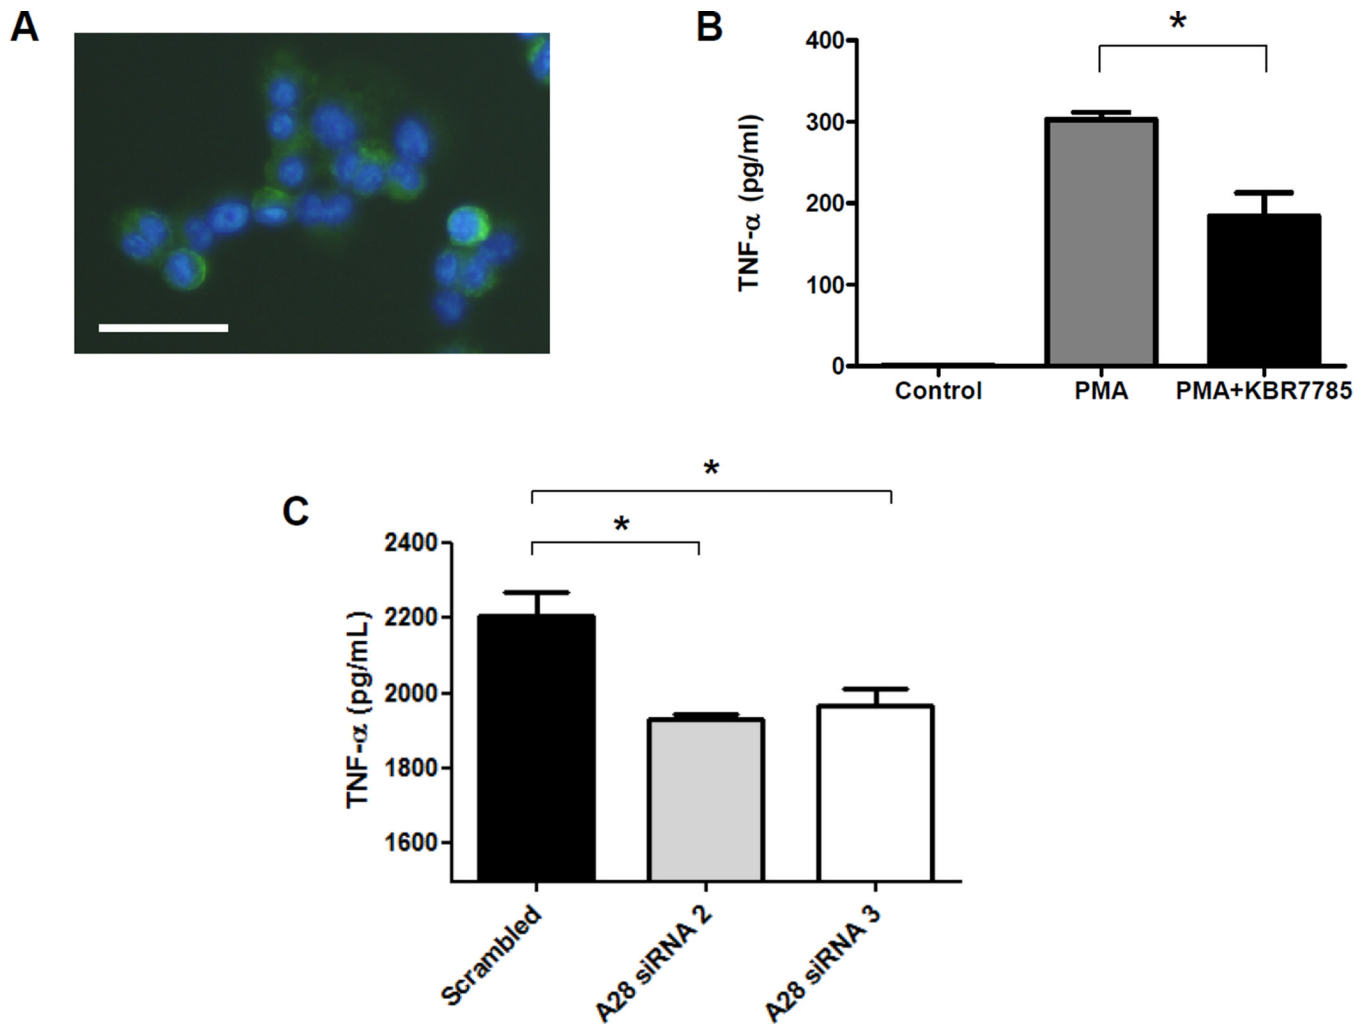 A
B
*
400
300
200
100
0
TNF-α (pg/ml)
Control
PMA
PMA+KBR7785
C
*
*
2400
2200
2000
1800
1600
TNF-α (pg/mL)
Scrambled
A28 siRNA 2
A28 siRNA 3